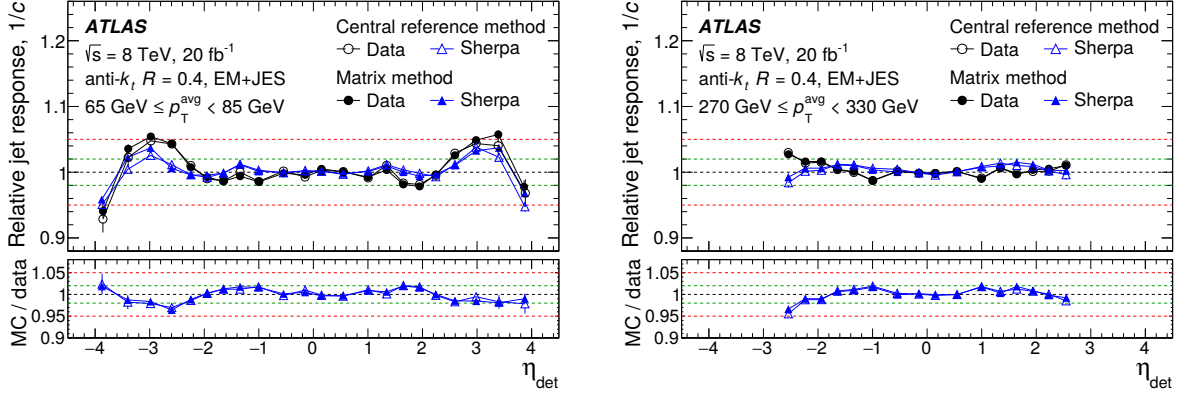 Relative jet response, 1/c
1.2
1.1
1
0.9
ATLAS
√s = 8 TeV, 20 fb⁻¹
anti-kₜ R = 0.4, EM+JES
65 GeV ≤ p_T^avg < 85 GeV
Central reference method
Data Sherpa
Matrix method
Data Sherpa
MC / data
1.05
1
0.95
0.9
−4 −3 −2 −1 0 1 2 3 4
η_det
Relative jet response, 1/c
1.2
1.1
1
0.9
ATLAS
√s = 8 TeV, 20 fb⁻¹
anti-kₜ R = 0.4, EM+JES
270 GeV ≤ p_T^avg < 330 GeV
Central reference method
Data Sherpa
Matrix method
Data Sherpa
MC / data
1.05
1
0.95
0.9
−4 −3 −2 −1 0 1 2 3 4
η_det